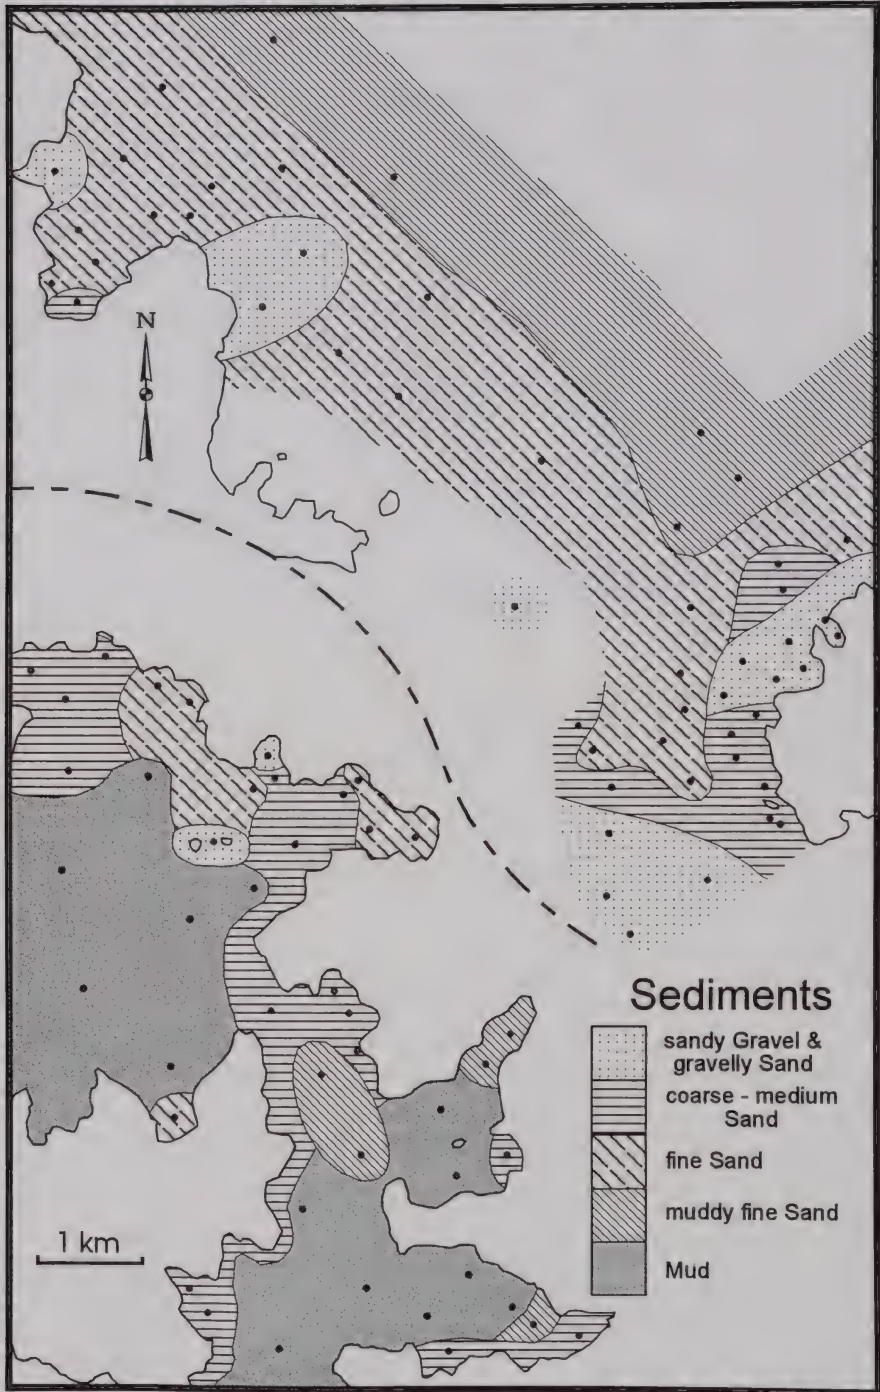 N
Sediments
sandy Gravel &
gravelly Sand
coarse - medium
Sand
fine Sand
muddy fine Sand
Mud
1 km